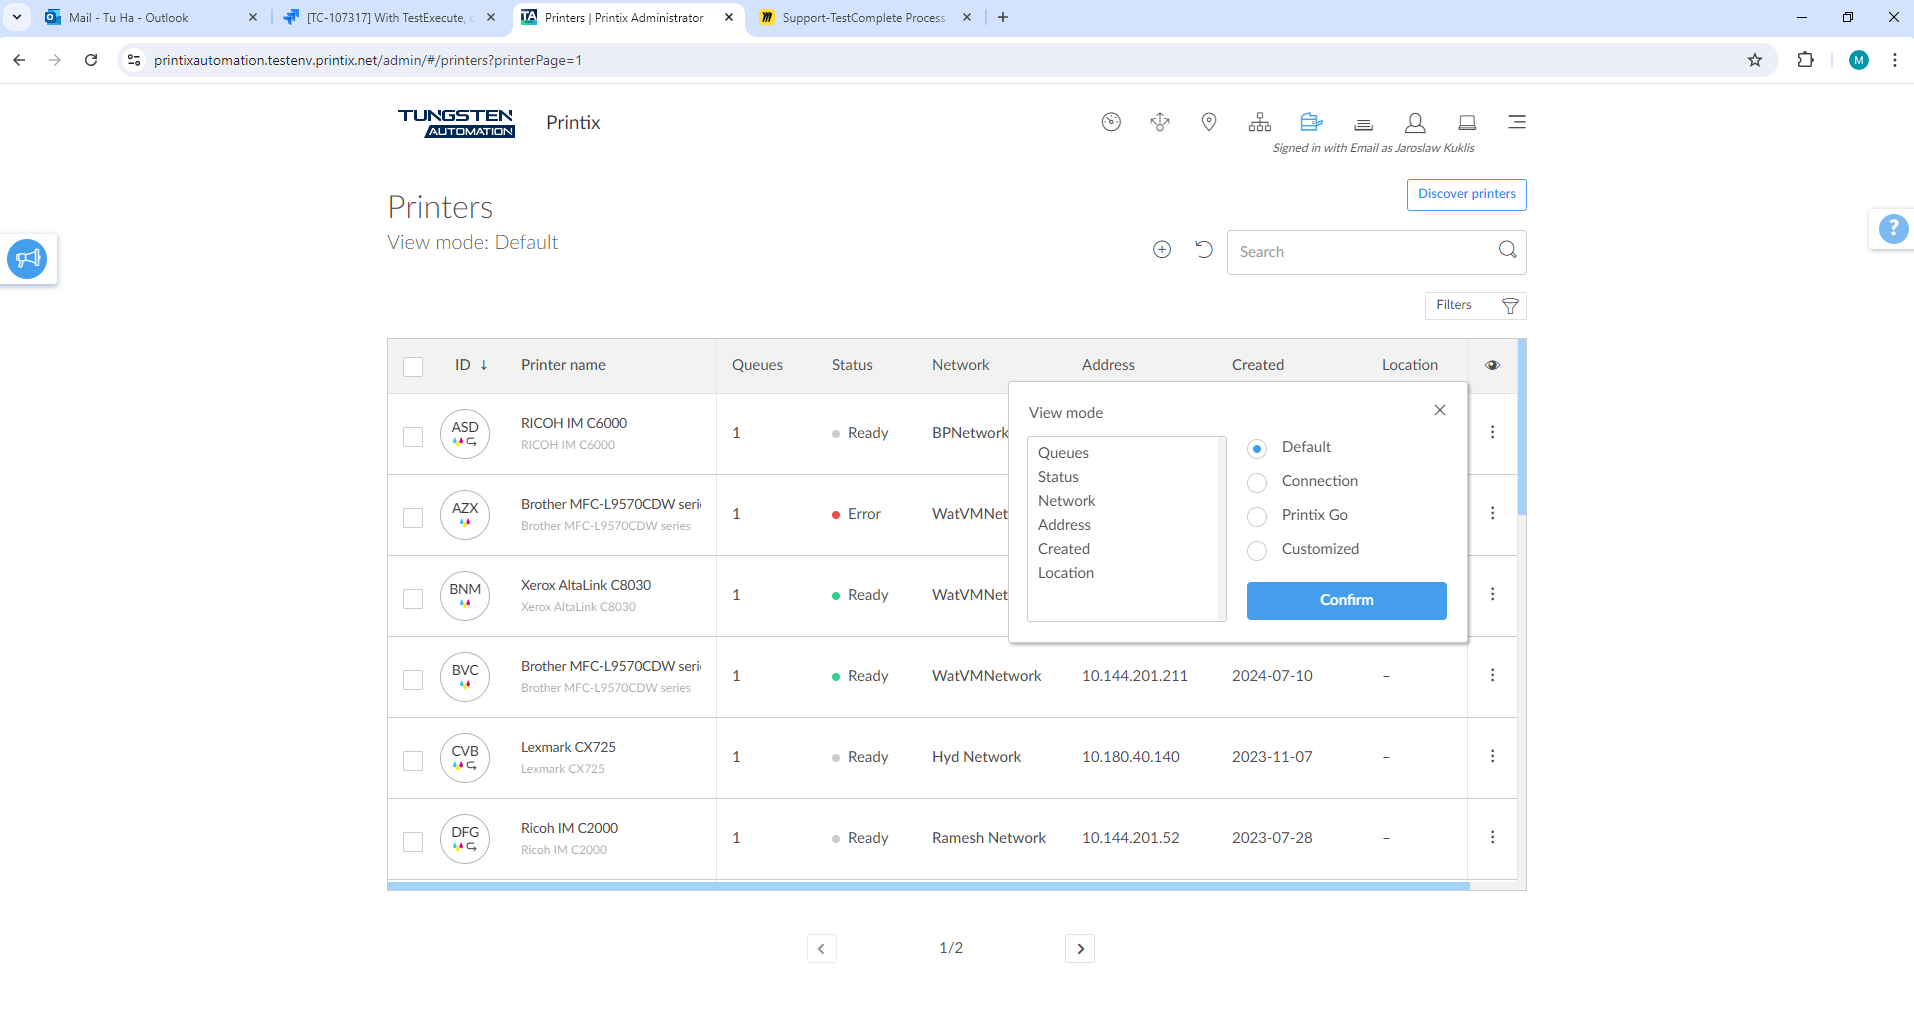 Mail - Tu Ha - Outlook
[TC-107317] With TestExecute, c
Printers | Printix Administrator
Support-TestComplete Process
printixautomation.testenv.printix.net/admin/#/printers?printerPage=1
M
TUNGSTEN
AUTOMATION
Printix
Signed in with Email as Jaroslaw Kuklis
Printers
Discover printers
View mode: Default
Search
?
Filters
ID ↓ Printer name Queues Status Network Address Created Location
ASD RICOH IM C6000 1 Ready BPNetwork
RICOH IM C6000
AZX Brother MFC-L9570CDW seri 1 Error WatVMNet
Brother MFC-L9570CDW series
BNM Xerox AltaLink C8030 1 Ready WatVMNet
Xerox AltaLink C8030
View mode
Queues
Status
Network
Address
Created
Location
Default
Connection
Printix Go
Customized
Confirm
BVC Brother MFC-L9570CDW seri 1 Ready WatVMNetwork 10.144.201.211 2024-07-10 –
Brother MFC-L9570CDW series
CVB Lexmark CX725 1 Ready Hyd Network 10.180.40.140 2023-11-07 –
Lexmark CX725
DFG Ricoh IM C2000 1 Ready Ramesh Network 10.144.201.52 2023-07-28 –
Ricoh IM C2000
1/2